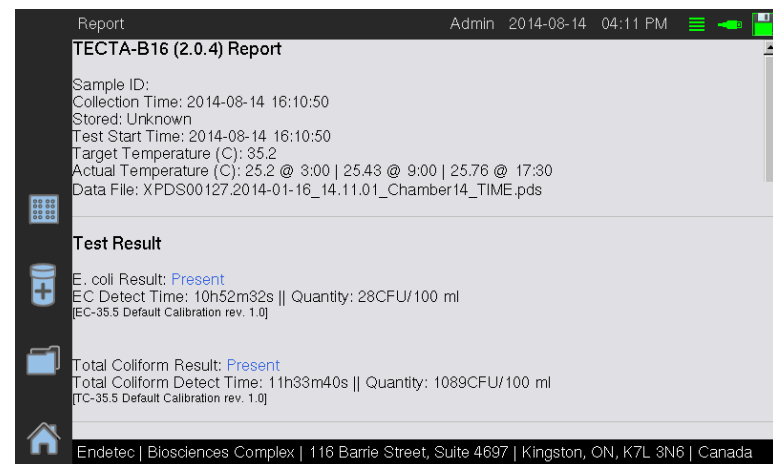 Report Admin 2014-08-14 04:11 PM
TECTA-B16 (2.0.4) Report
Sample ID:
Collection Time: 2014-08-14 16:10:50
Stored: Unknown
Test Start Time: 2014-08-14 16:10:50
Target Temperature (C): 35.2
Actual Temperature (C): 25.2 @ 3:00 | 25.43 @ 9:00 | 25.76 @ 17:30
Data File: XPDS00127.2014-01-16_14.11.01_Chamber14_TIME.pds
Test Result
E. coli Result: Present
EC Detect Time: 10h52m32s || Quantity: 28CFU/100 ml
[EC-35.5 Default Calibration rev. 1.0]
Total Coliform Result: Present
Total Coliform Detect Time: 11h33m40s || Quantity: 1089CFU/100 ml
[TC-35.5 Default Calibration rev. 1.0]
Endetec | Biosciences Complex | 116 Barrie Street, Suite 4697 | Kingston, ON, K7L 3N6 | Canada